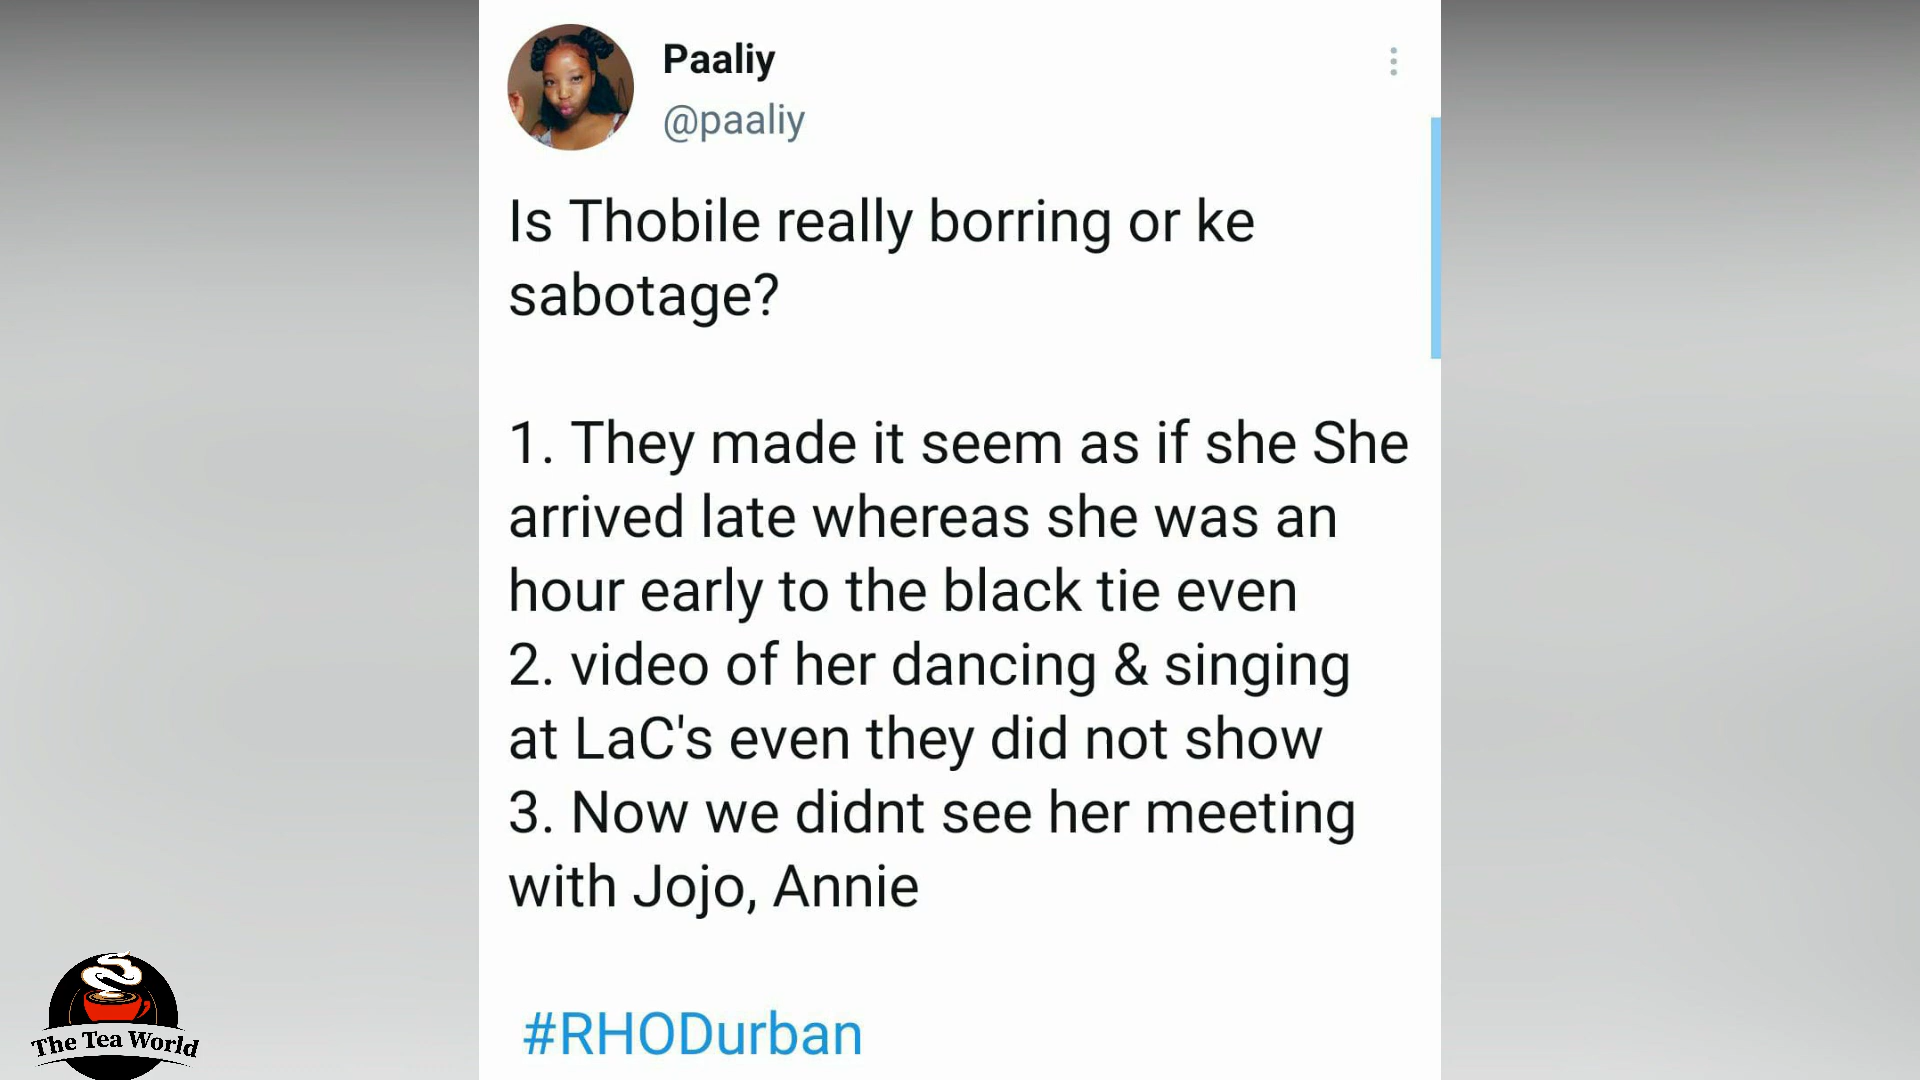 Paaliy
@paaliy
Is Thobile really borring or ke
sabotage?
1. They made it seem as if she She
arrived late whereas she was an
hour early to the black tie even
2. video of her dancing & singing
at LaC's even they did not show
3. Now we didnt see her meeting
with Jojo, Annie
#RHODurban
The Tea World